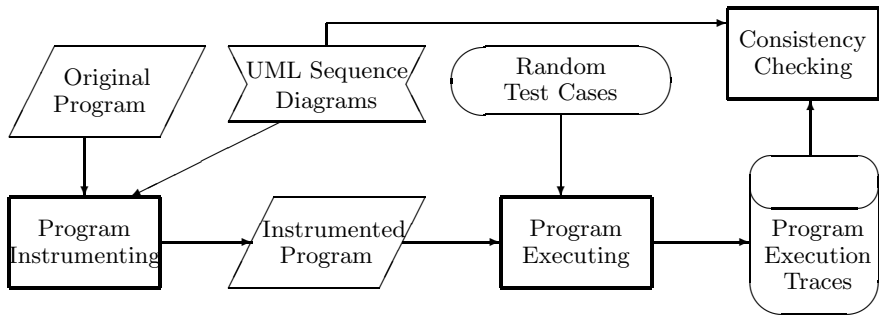 Original
Program
UML Sequence
Diagrams
Random
Test Cases
Consistency
Checking
Program
Instrumenting
Instrumented
Program
Program
Executing
Program
Execution
Traces